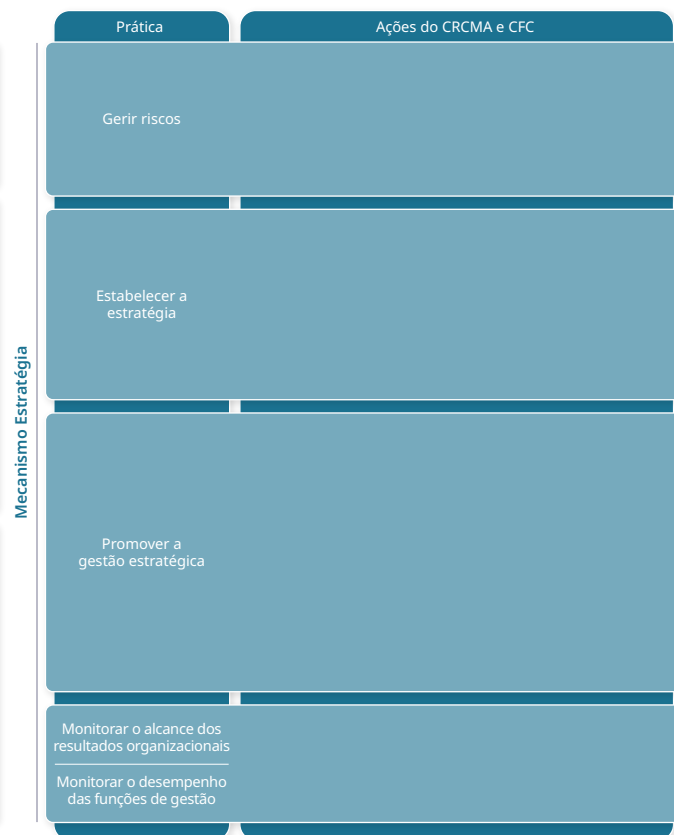 Prática
Ações do CRCMA e CFC
Mecanismo Estratégia
Gerir riscos
Estabelecer a
estratégia
Promover a
gestão estratégica
Monitorar o alcance dos
resultados organizacionais
Monitorar o desempenho
das funções de gestão